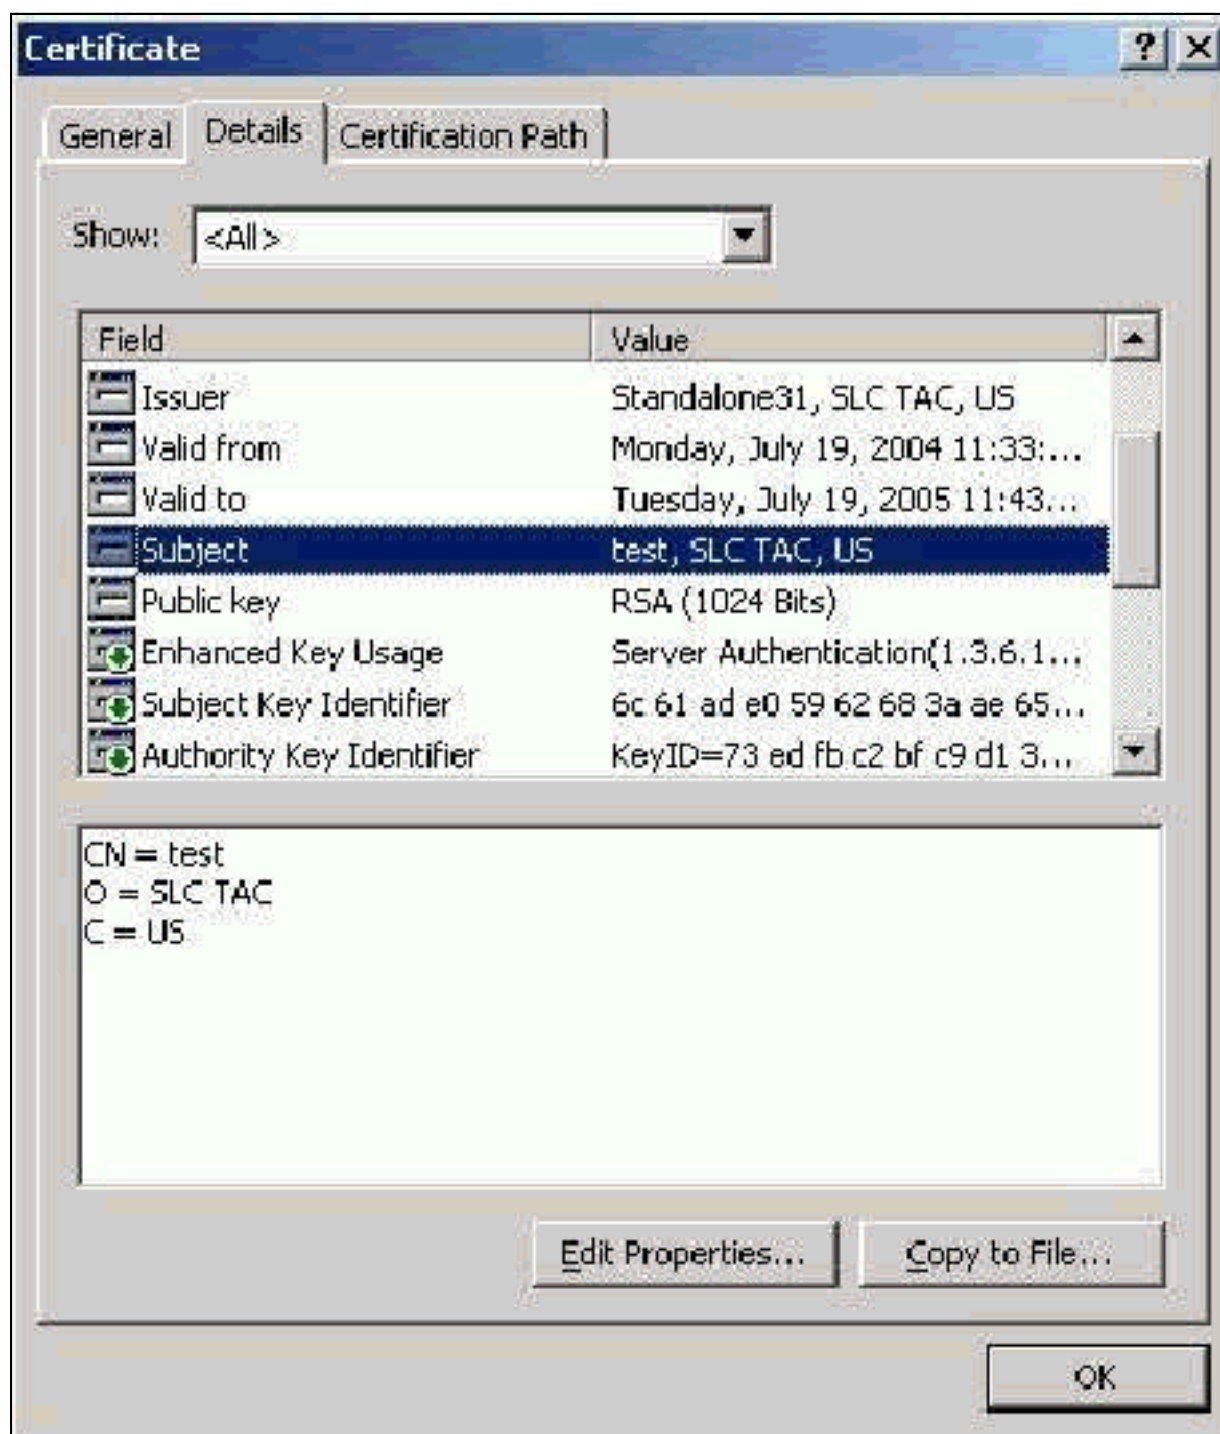 Certificate
General Details Certification Path
Show: <All>
Field Value
Issuer Standalone31, SLC TAC, US
Valid from Monday, July 19, 2004 11:33:...
Valid to Tuesday, July 19, 2005 11:43...
Subject test, SLC TAC, US
Public key RSA (1024 Bits)
Enhanced Key Usage Server Authentication(1.3.6.1...
Subject Key Identifier 6c 61 ad e0 59 62 68 3a ae 65...
Authority Key Identifier KeyID=73 ed fb c2 bf c9 d1 3...
CN = test
O = SLC TAC
C = US
Edit Properties... Copy to File...
OK